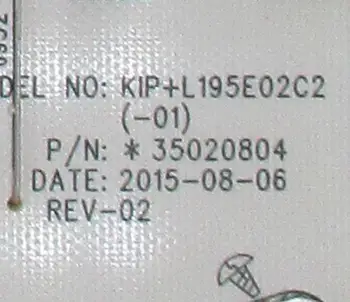 DEL NO: KIP+L195E02C2
(-01)
P/N: * 35020804
DATE: 2015-08-06
REV-02